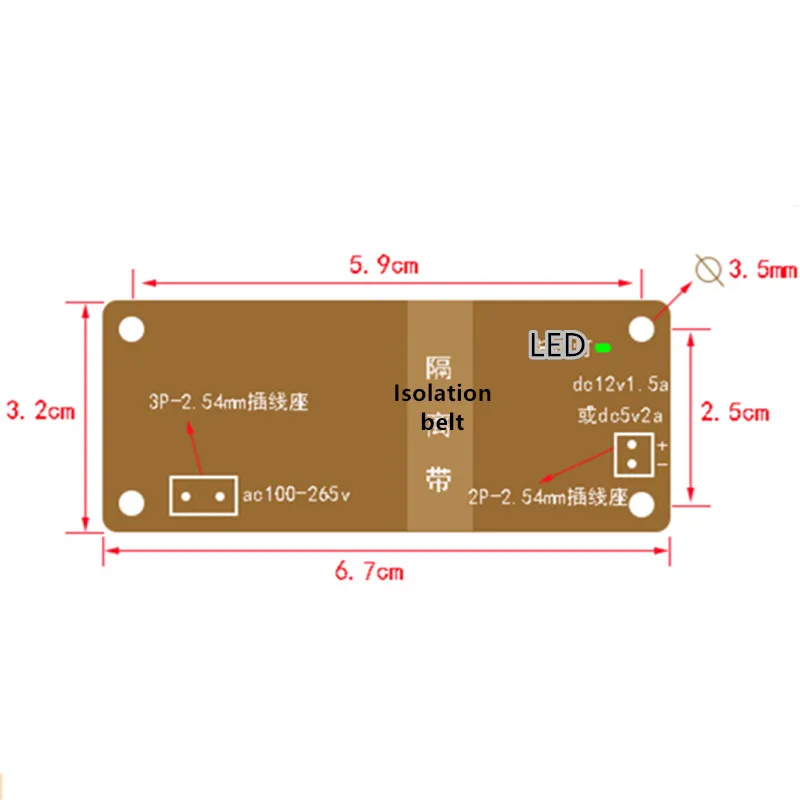 5.9cm
3.5mm
LED
隔
离
带
Isolation
belt
dc12v1.5a
或dc5v2a
+
−
3P-2.54mm插线座
3.2cm
2.5cm
ac100-265v
2P-2.54mm插线座
6.7cm